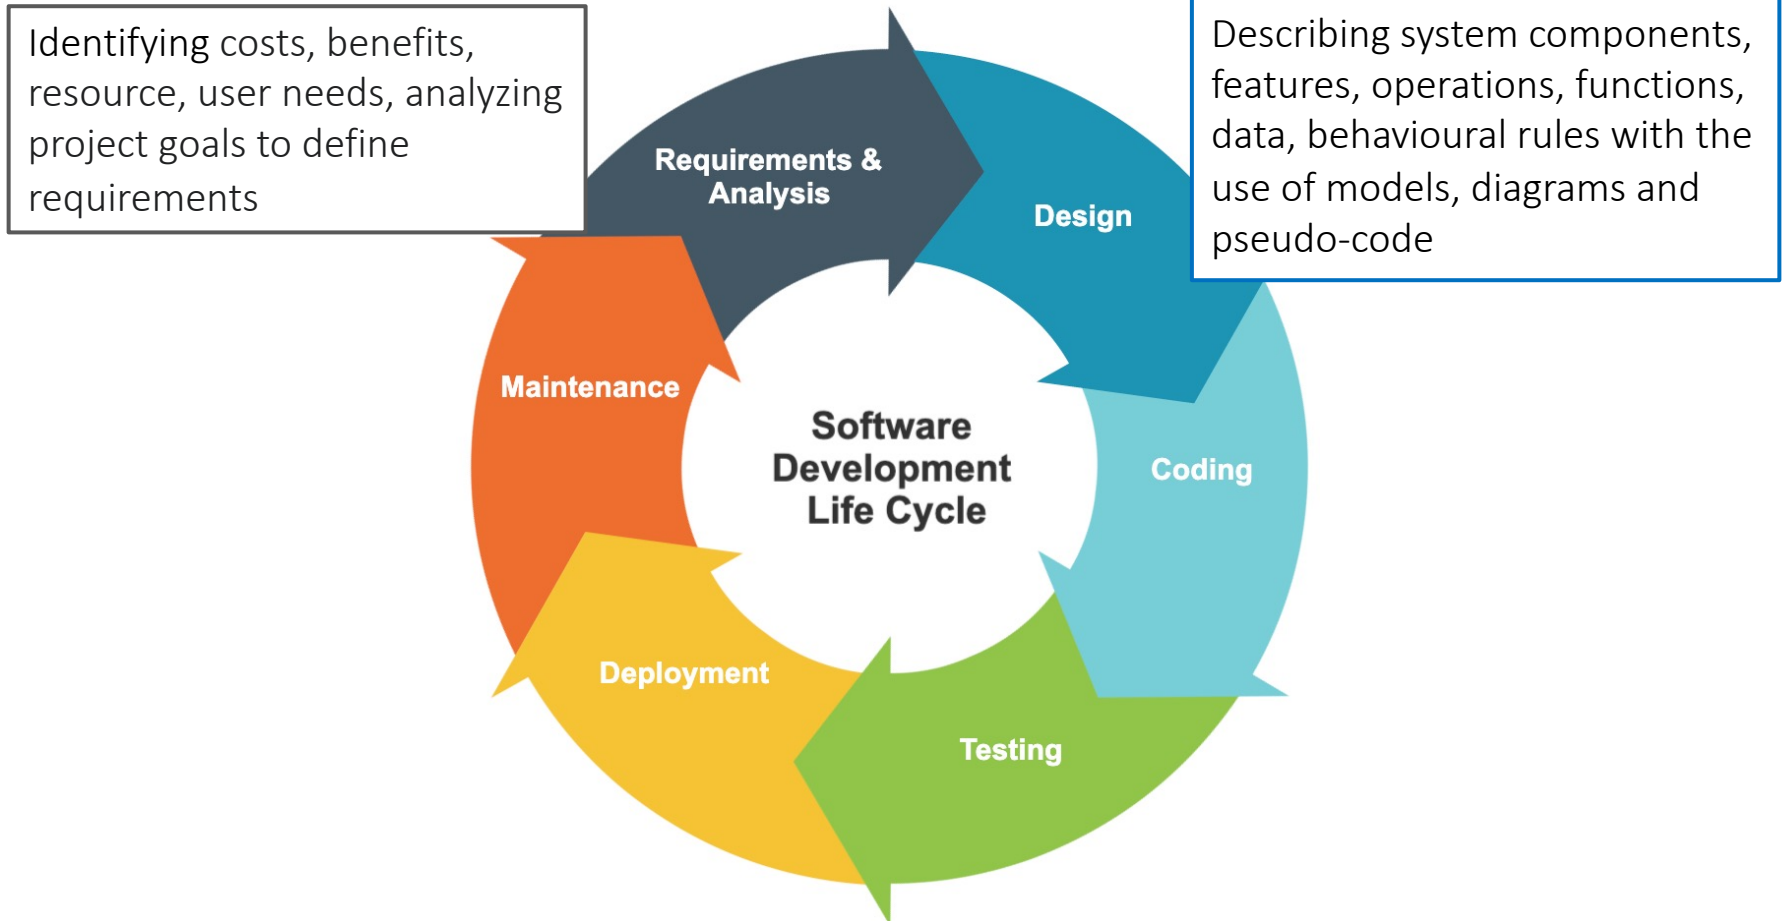 Identifying costs, benefits,
resource, user needs, analyzing
project goals to define
requirements
Describing system components,
features, operations, functions,
data, behavioural rules with the
use of models, diagrams and
pseudo-code
Requirements &
Analysis
Design
Coding
Testing
Deployment
Maintenance
Software
Development
Life Cycle